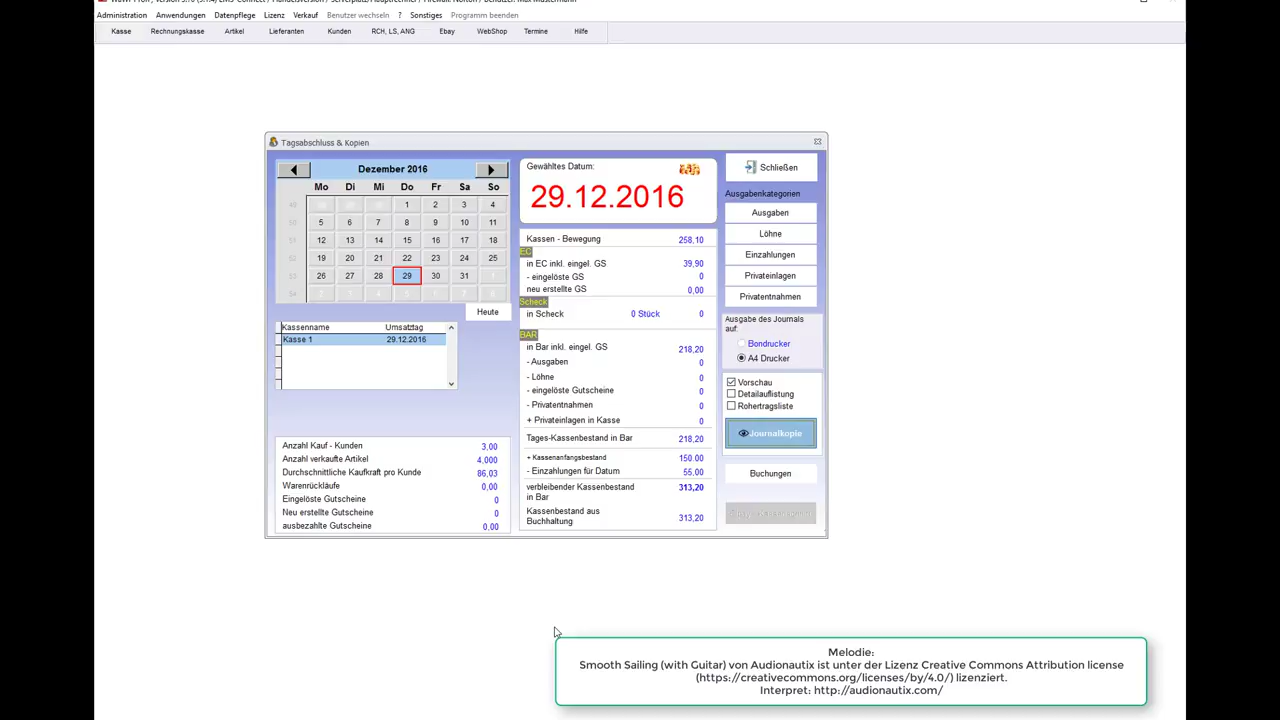 Administration Anwendungen Datenpflege Lizenz Verkauf Benutzer wechseln ? Sonstiges Programme beenden
Kasse Rechnungskasse Artikel Lieferanten Kunden RCH, LS, ANG Ebay WebShop Termine Hilfe
Tagsabschluss & Kopien
Dezember 2016
Mo Di Mi Do Fr Sa So
1 2 3 4
5 6 7 8 9 10 11
12 13 14 15 16 17 18
19 20 21 22 23 24 25
26 27 28 29 30 31
Heute
Kassenname Umsatztag
Kasse 1 29.12.2016
Anzahl Kauf - Kunden 3,00
Anzahl verkaufte Artikel 4,000
Durchschnittliche Kaufkraft pro Kunde 86,03
Warenrückläufe 0,00
Eingelöste Gutscheine 0
Neu erstellte Gutscheine 0
ausbezahlte Gutscheine 0,00
Gewähltes Datum:
29.12.2016
Kassen - Bewegung 258,10
EC
in EC inkl. eingel. GS 39,90
- eingelöste GS 0
neu erstellte GS 0,00
Scheck
in Scheck 0 Stück 0
BAR
in Bar inkl. eingel. GS 218,20
- Ausgaben 0
- Löhne 0
- eingelöste Gutscheine 0
- Privatentnahmen 0
+ Privateinlagen in Kasse 0
Tages-Kassenbestand in Bar 218,20
+ Kassenanfangsbestand 150.00
- Einzahlungen für Datum 55,00
verbleibender Kassenbestand 313,20
in Bar
Kassenbestand aus
Buchhaltung 313,20
Schließen
Ausgabenkategorien
Ausgaben
Löhne
Einzahlungen
Privateinlagen
Privatentnahmen
Ausgabe des Journals
auf:
Bondrucker
A4 Drucker
Vorschau
Detailauflistung
Rohertragsliste
Journalkopie
Buchungen
Melodie:
Smooth Sailing (with Guitar) von Audionautix ist unter der Lizenz Creative Commons Attribution license
(https://creativecommons.org/licenses/by/4.0/) lizenziert.
Interpret: http://audionautix.com/